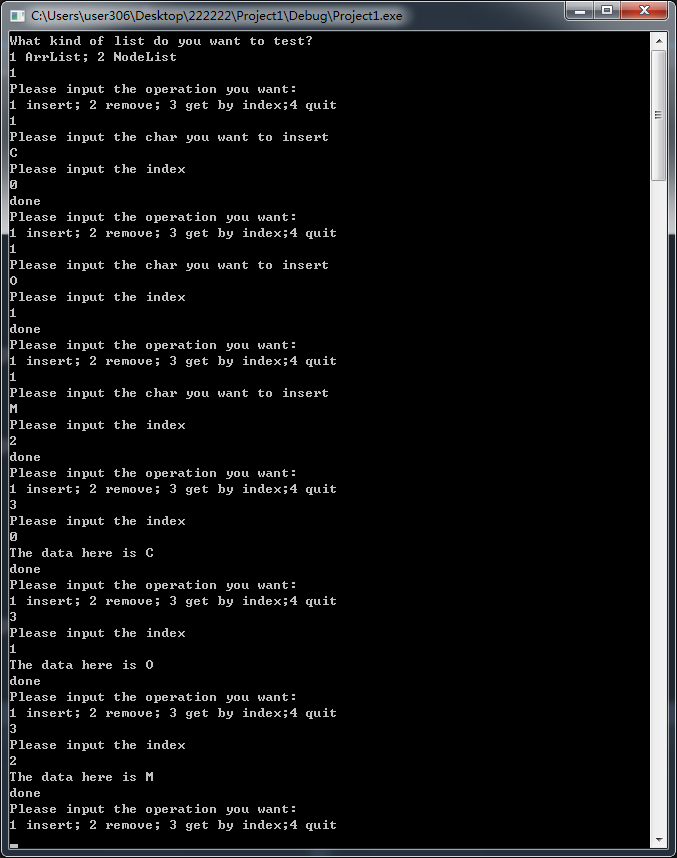 C:\Users\user306\Desktop\222222\Project1\Debug\Project1.exe
What kind of list do you want to test?
1 ArrList; 2 NodeList
1
Please input the operation you want:
1 insert; 2 remove; 3 get by index;4 quit
1
Please input the char you want to insert
C
Please input the index
0
done
Please input the operation you want:
1 insert; 2 remove; 3 get by index;4 quit
1
Please input the char you want to insert
O
Please input the index
1
done
Please input the operation you want:
1 insert; 2 remove; 3 get by index;4 quit
1
Please input the char you want to insert
M
Please input the index
2
done
Please input the operation you want:
1 insert; 2 remove; 3 get by index;4 quit
3
Please input the index
0
The data here is C
done
Please input the operation you want:
1 insert; 2 remove; 3 get by index;4 quit
3
Please input the index
1
The data here is O
done
Please input the operation you want:
1 insert; 2 remove; 3 get by index;4 quit
3
Please input the index
2
The data here is M
done
Please input the operation you want:
1 insert; 2 remove; 3 get by index;4 quit